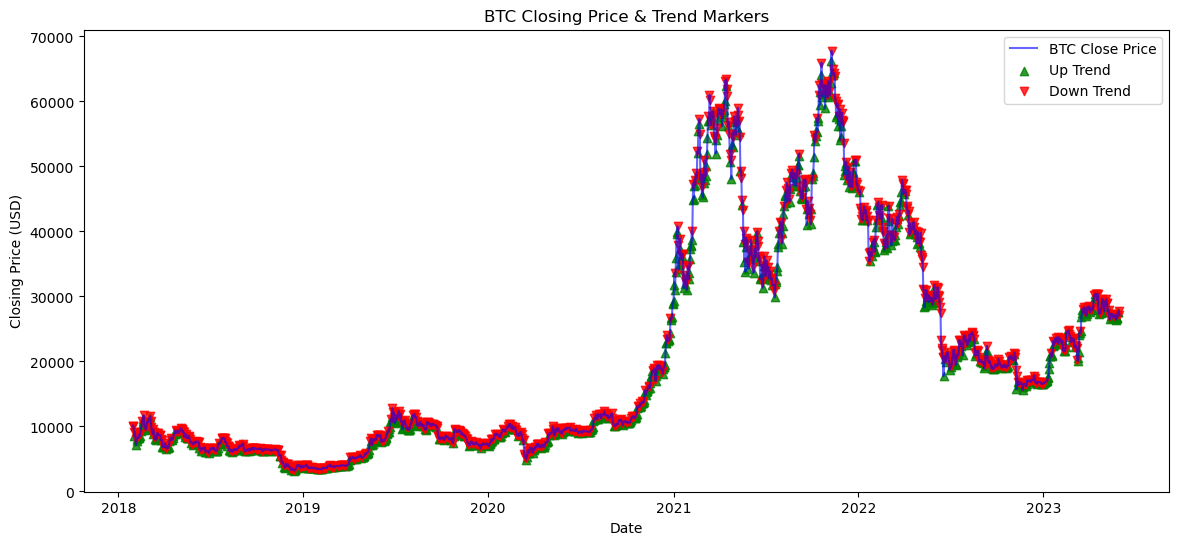 BTC Closing Price & Trend Markers
BTC Close Price
Up Trend
Down Trend
Closing Price (USD)
70000
60000
50000
40000
30000
20000
10000
0
2018 2019 2020 2021 2022 2023
Date